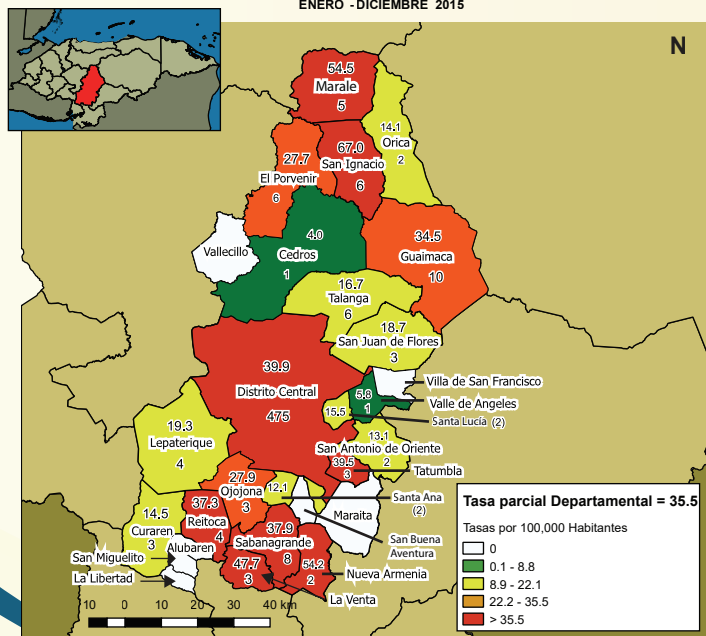 ENERO - DICIEMBRE 2015
N
54.5
Marale
5
14.1
Orica
2
67.0
San Ignacio
6
27.7
El Porvenir
6
4.0
Cedros
1
Vallecillo
34.5
Guaimaca
10
16.7
Talanga
6
18.7
San Juan de Flores
3
39.9
Distrito Central
475
Villa de San Francisco
5.8
1
Valle de Angeles
15.5
Santa Lucía (2)
19.3
Lepaterique
4
13.1
San Antonio de Oriente
2
39.5
3
Tatumbla
27.9
Ojojona
3
12.1
Santa Ana
(2)
Maraita
San Buena
Aventura
14.5
Curaren
3
37.3
Reitoca
4
Alubaren
37.9
Sabanagrande
8
San Miguelito
La Libertad
47.7
3
54.2
2
Nueva Armenia
La Venta
10 0 10 20 30 40 km
Tasa parcial Departamental = 35.5
Tasas por 100,000 Habitantes
0
0.1 - 8.8
8.9 - 22.1
22.2 - 35.5
> 35.5